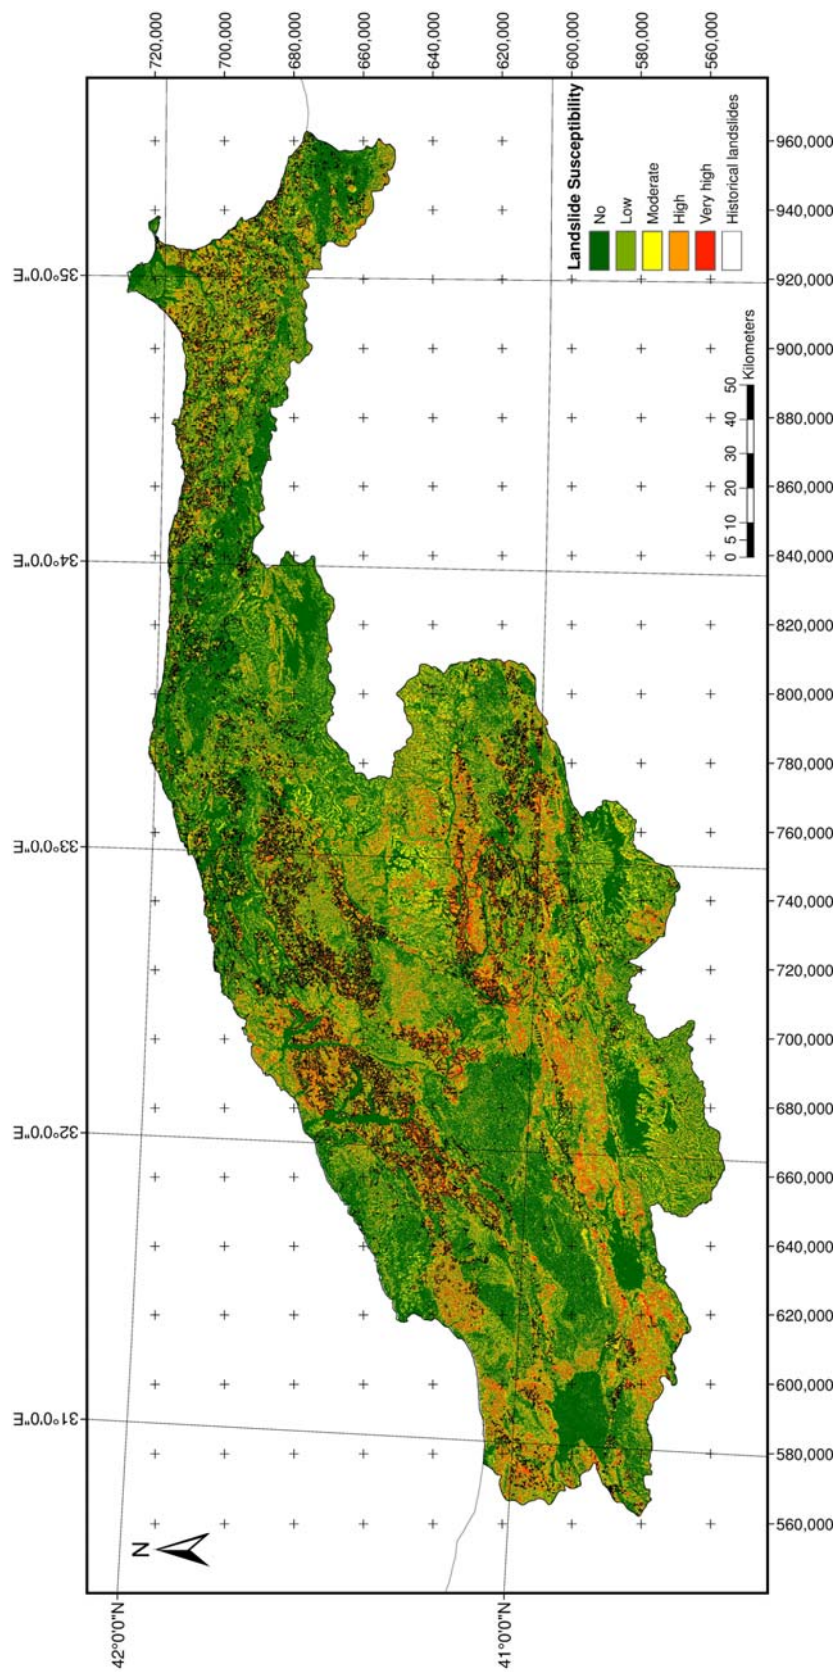 720,000
700,000
680,000
660,000
640,000
620,000
600,000
580,000
560,000
35°0'0"E
34°0'0"E
33°0'0"E
32°0'0"E
31°0'0"E
Landslide Susceptibility
No
Low
Moderate
High
Very high
Historical landslides
0 5 10 20 30 40 50
Kilometers
960,000
940,000
920,000
900,000
880,000
860,000
840,000
820,000
800,000
780,000
760,000
740,000
720,000
700,000
680,000
660,000
640,000
620,000
600,000
580,000
560,000
N
42°0'0"N
41°0'0"N